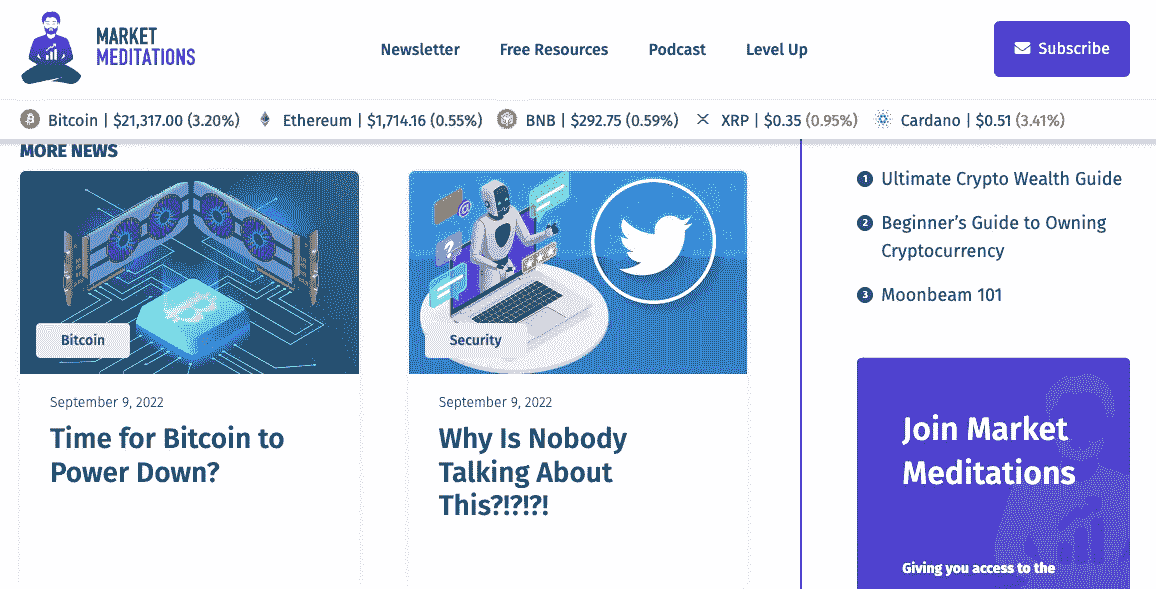 MARKET
MEDITATIONS
Newsletter
Free Resources
Podcast
Level Up
Subscribe
Bitcoin | $21,317.00 (3.20%)
Ethereum | $1,714.16 (0.55%)
BNB | $292.75 (0.59%)
XRP | $0.35 (0.95%)
Cardano | $0.51 (3.41%)
MORE NEWS
Bitcoin
September 9, 2022
Time for Bitcoin to
Power Down?
@
?
Security
September 9, 2022
Why Is Nobody
Talking About
This?!?!?!
1 Ultimate Crypto Wealth Guide
2 Beginner’s Guide to Owning
Cryptocurrency
3 Moonbeam 101
Join Market
Meditations
Giving you access to the